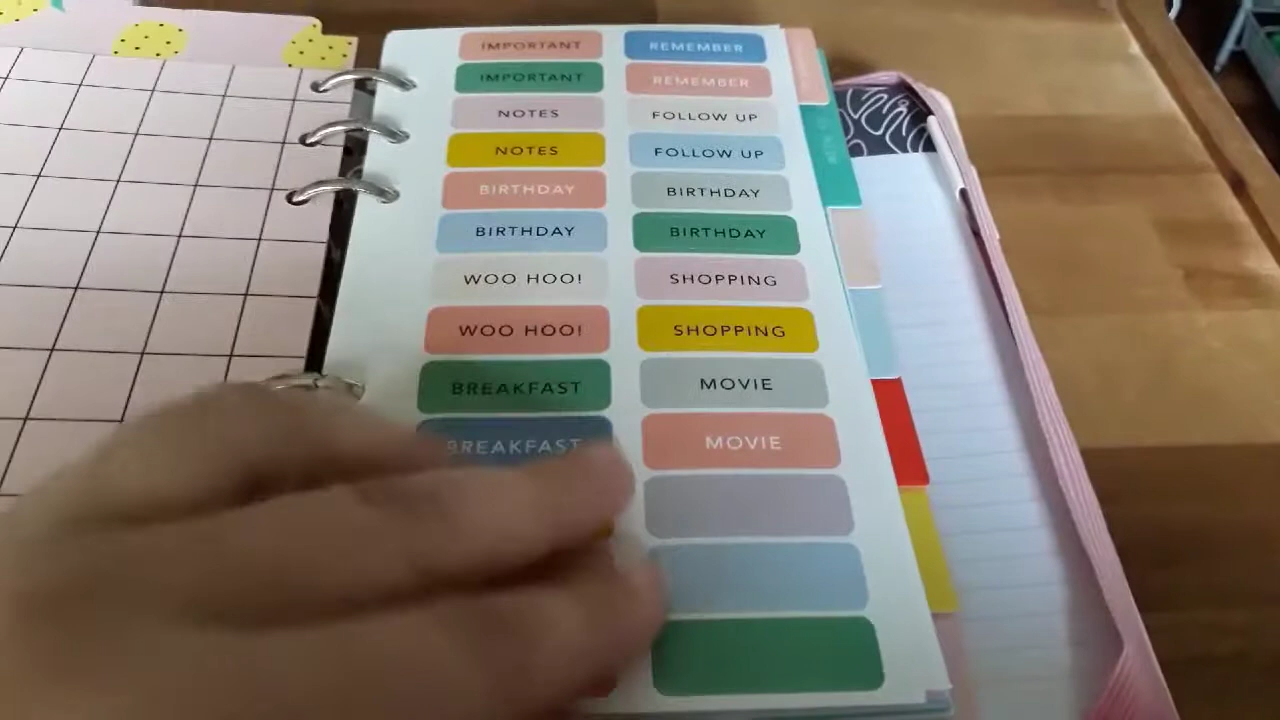 IMPORTANT REMEMBER
IMPORTANT REMEMBER
NOTES FOLLOW UP
NOTES FOLLOW UP
BIRTHDAY BIRTHDAY
BIRTHDAY BIRTHDAY
WOO HOO! SHOPPING
WOO HOO! SHOPPING
BREAKFAST MOVIE
BREAKFAST MOVIE